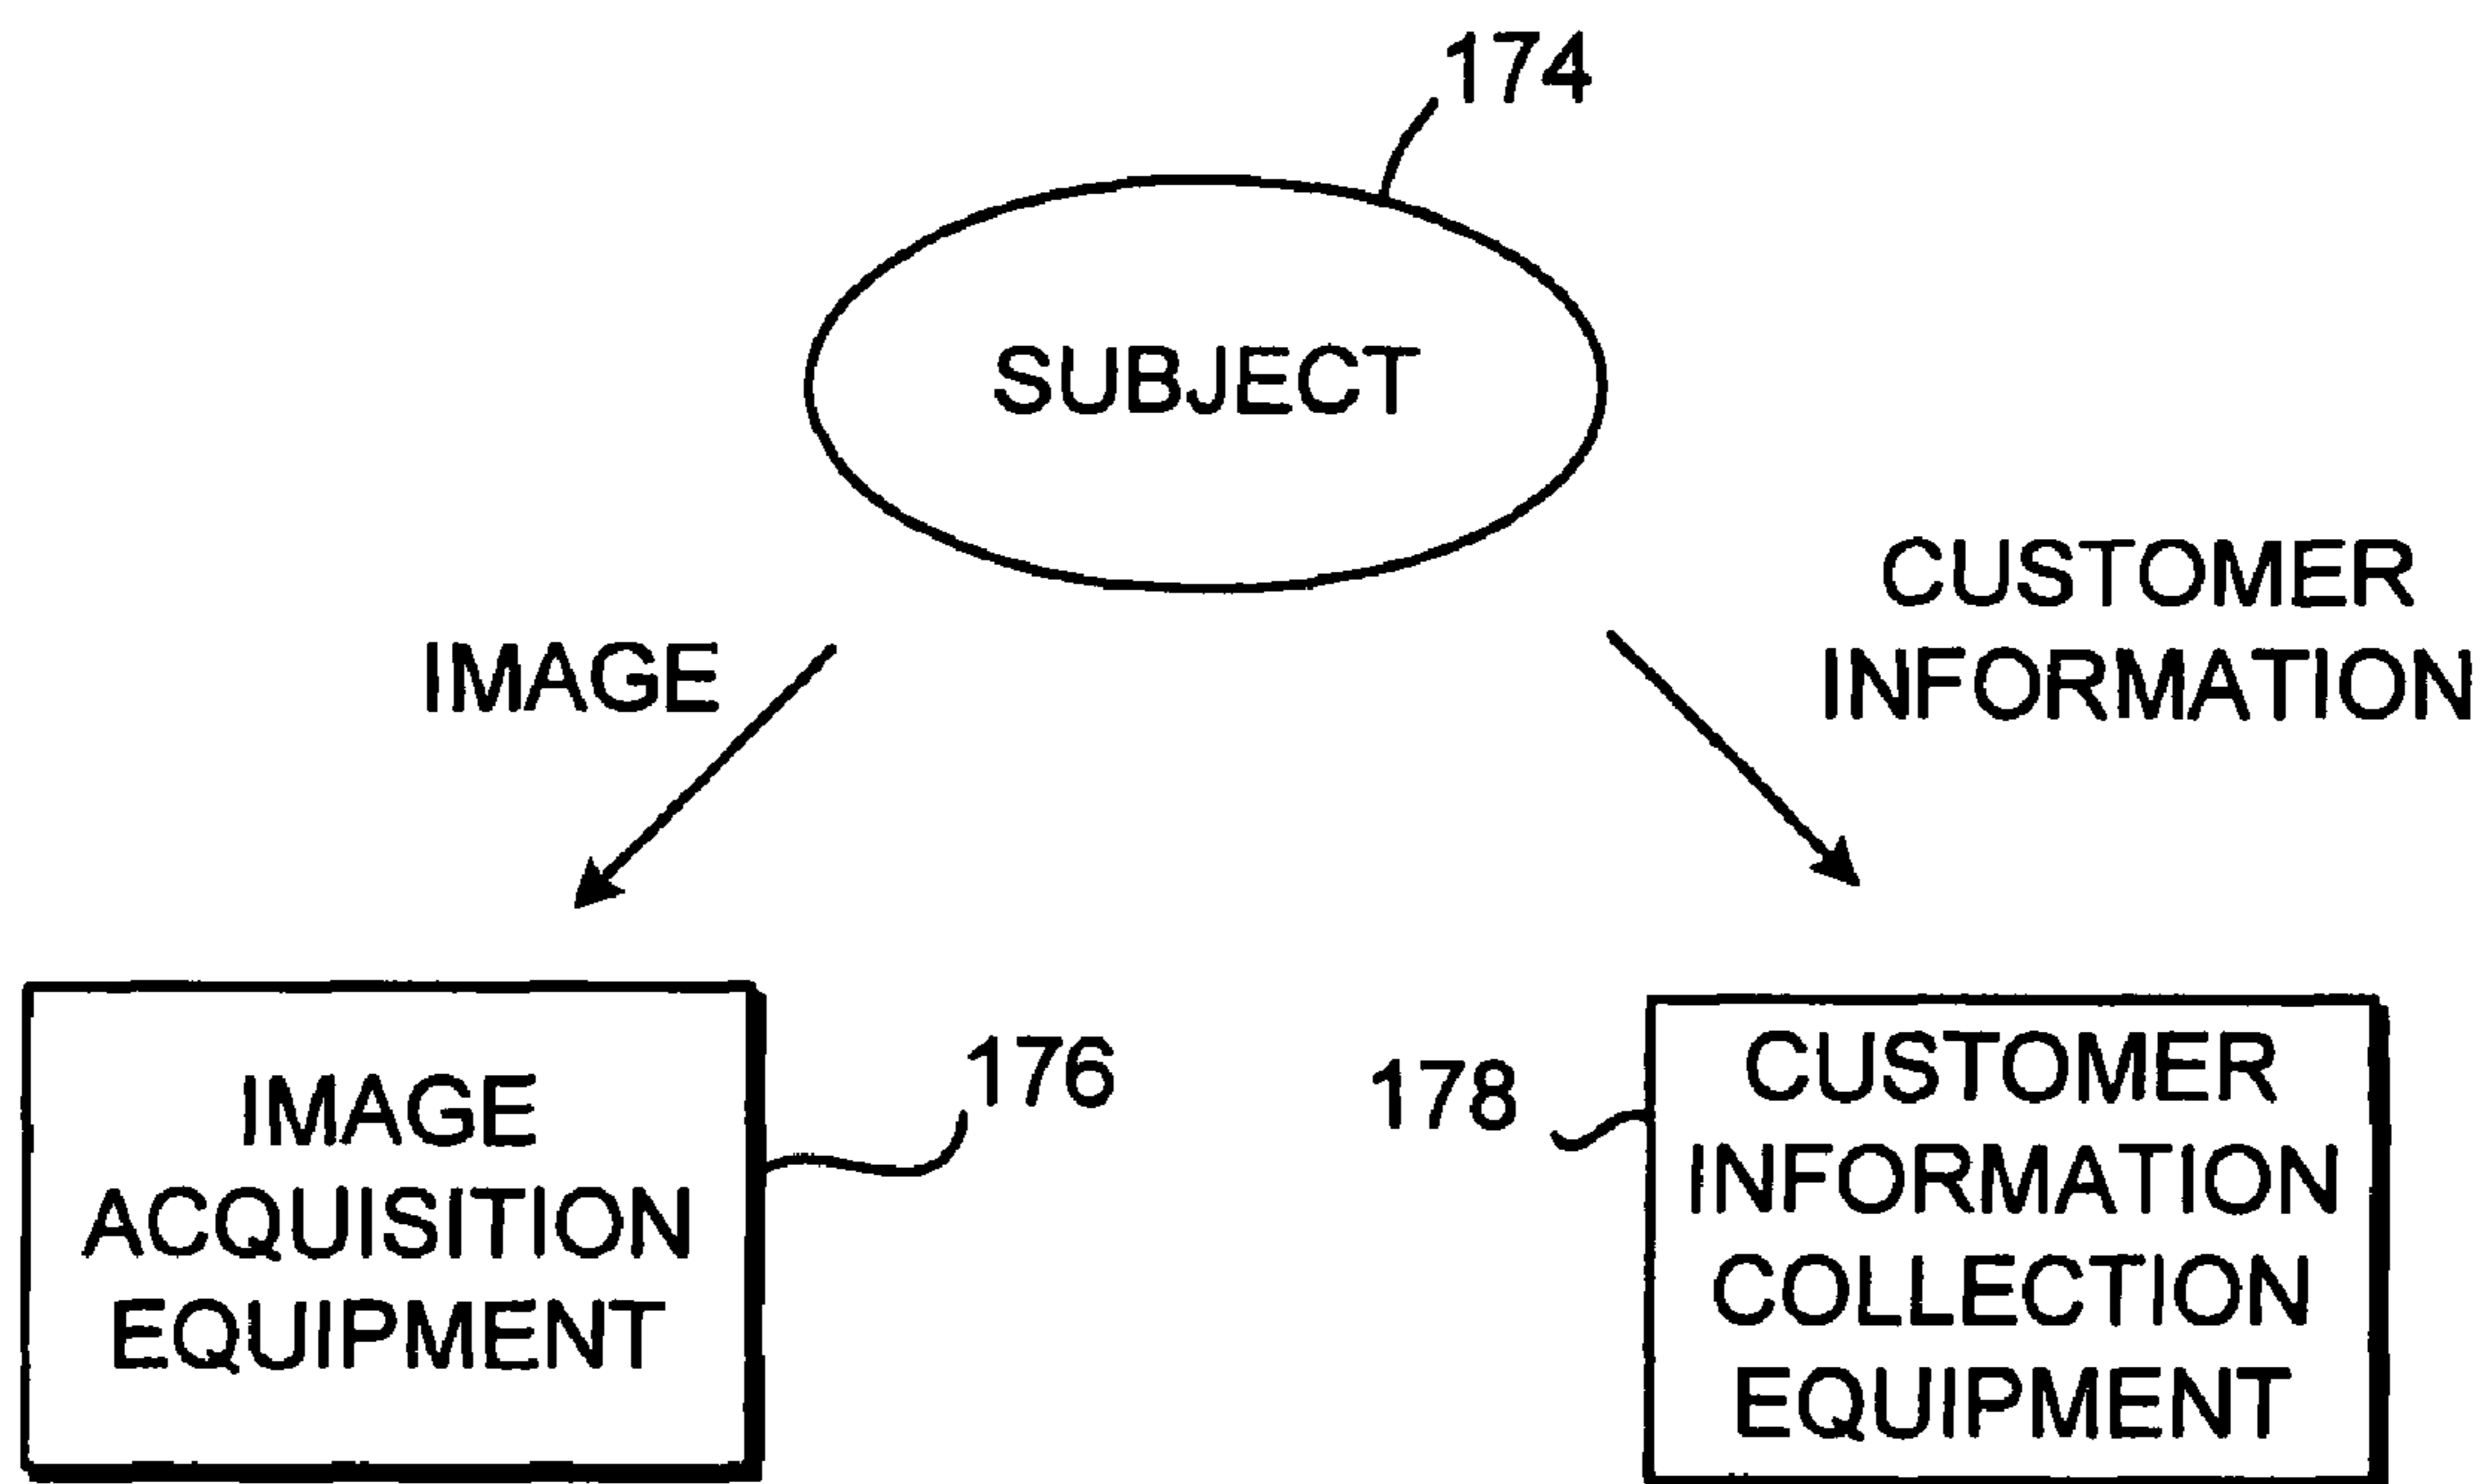 174
SUBJECT
IMAGE
CUSTOMER
INFORMATION
IMAGE
ACQUISITION
EQUIPMENT
176
178
CUSTOMER
INFORMATION
COLLECTION
EQUIPMENT